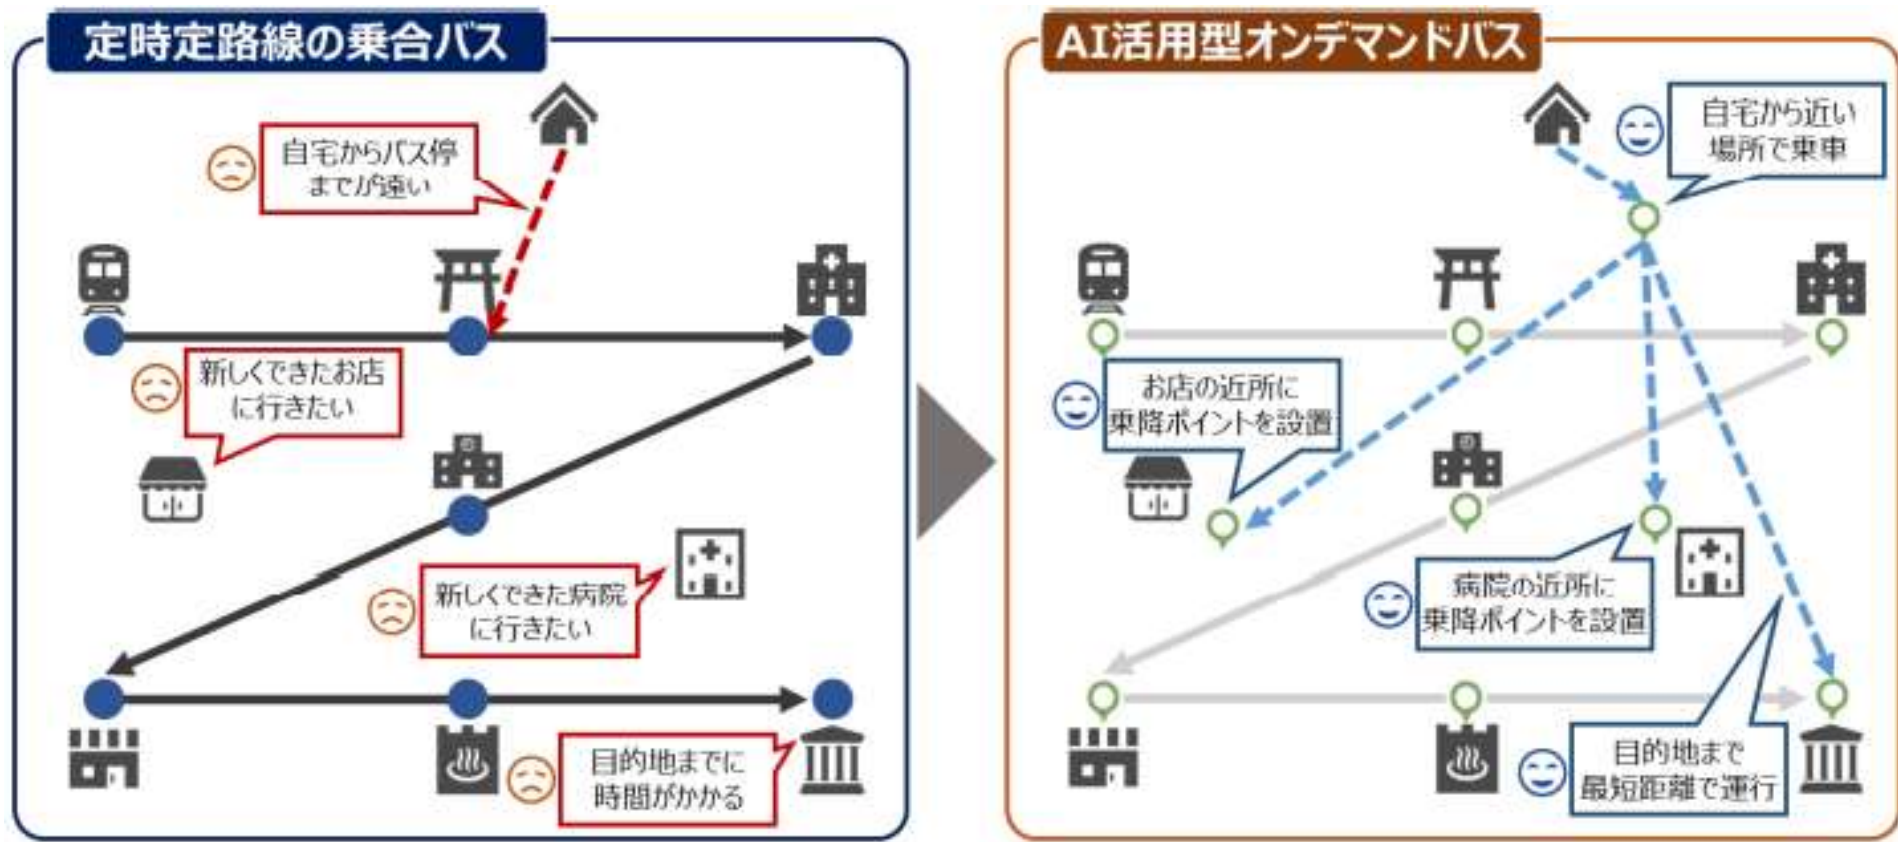 定時定路線の乗合バス
自宅からバス停
までが遠い
新しくできたお店
に行きたい
新しくできた病院
に行きたい
目的地までに
時間がかかる
AI活用型オンデマンドバス
自宅から近い
場所で乗車
お店の近所に
乗降ポイントを設置
病院の近所に
乗降ポイントを設置
目的地まで
最短距離で運行